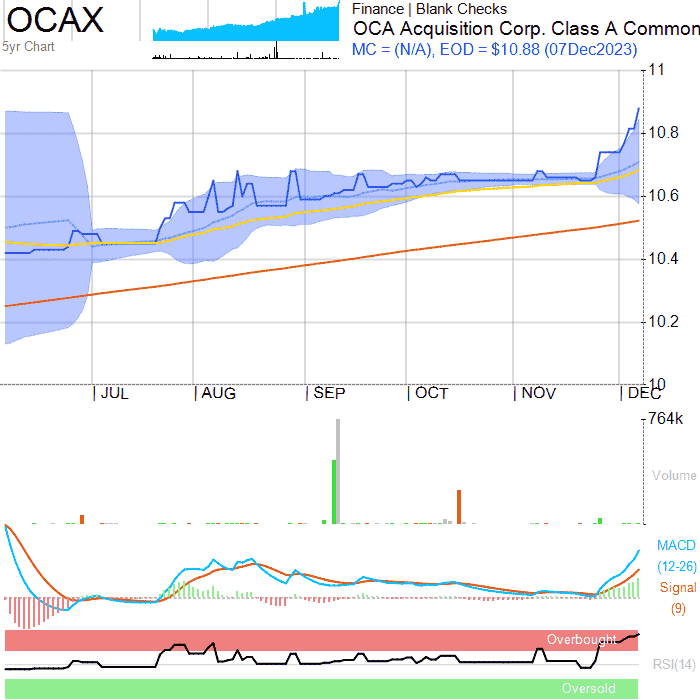 OCAX
5yr Chart
Finance | Blank Checks
OCA Acquisition Corp. Class A Common
MC = (N/A), EOD = $10.88 (07Dec2023)
11
10.8
10.6
10.4
10.2
10
JUL AUG SEP OCT NOV DEC
764k
Volume
MACD
(12-26)
Signal
(9)
Overbought
RSI(14)
Oversold